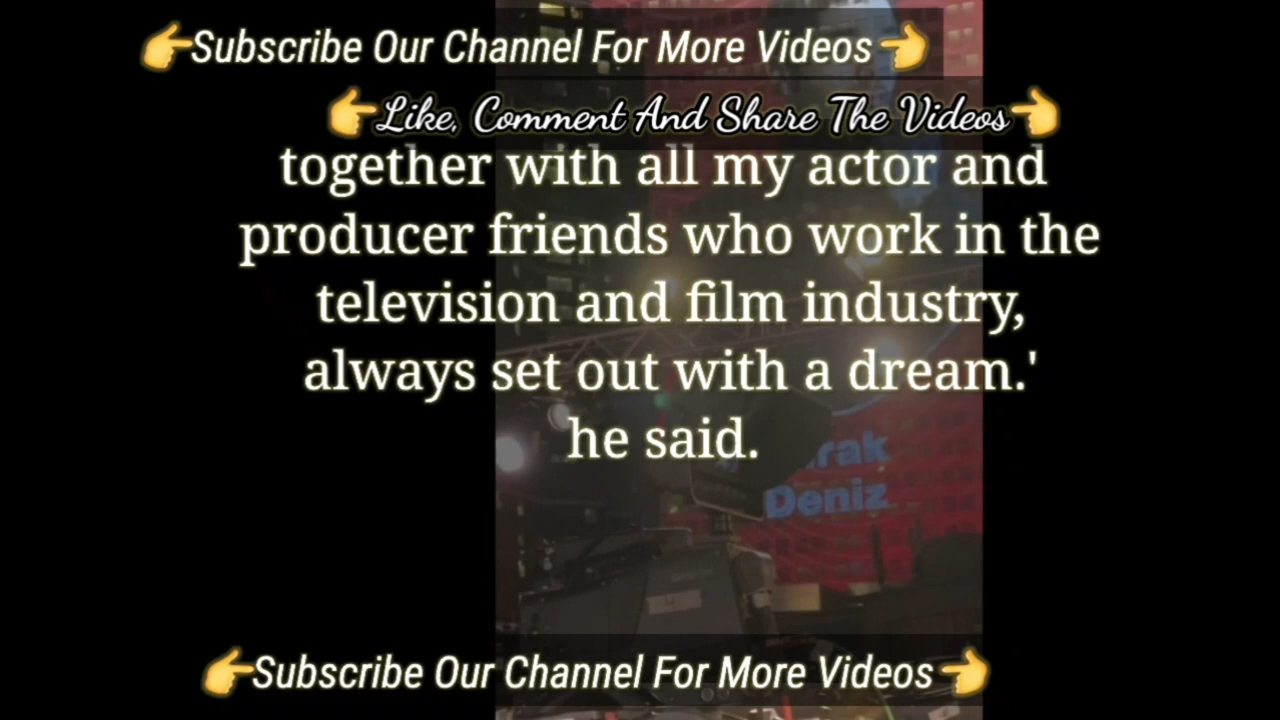 👉Subscribe Our Channel For More Videos👈
👉Like, Comment And Share The Videos👈
together with all my actor and
producer friends who work in the
television and film industry,
always set out with a dream.'
he said.
Deniz
👉Subscribe Our Channel For More Videos👈